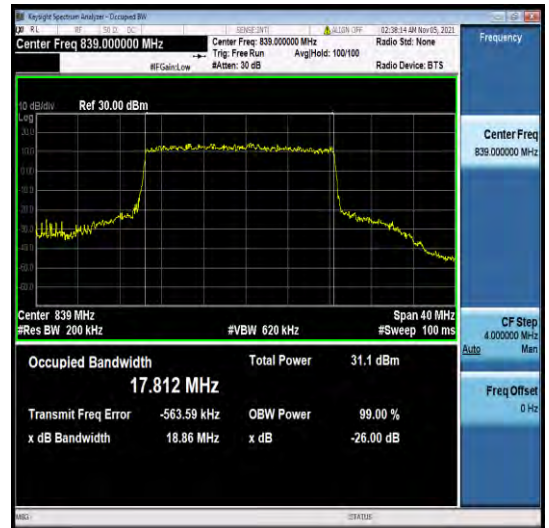 Keysight Spectrum Analyzer - Occupied BW
RL RF 50 Ω DC SENSE:INT ALIGN OFF 02:38:14 AM Nov 05, 2021
Center Freq 839.000000 MHz Center Freq: 839.000000 MHz Radio Std: None Frequency
Trig: Free Run Avg|Hold: 100/100
#IFGain:Low #Atten: 30 dB Radio Device: BTS
10 dB/div Ref 30.00 dBm
Log
Center Freq
839.000000 MHz
Center 839 MHz Span 40 MHz
#Res BW 200 kHz #VBW 620 kHz #Sweep 100 ms
CF Step
4.000000 MHz
Auto Man
Occupied Bandwidth Total Power 31.1 dBm
17.812 MHz
Freq Offset
0 Hz
Transmit Freq Error -563.59 kHz OBW Power 99.00 %
x dB Bandwidth 18.86 MHz x dB -26.00 dB
MSG STATUS